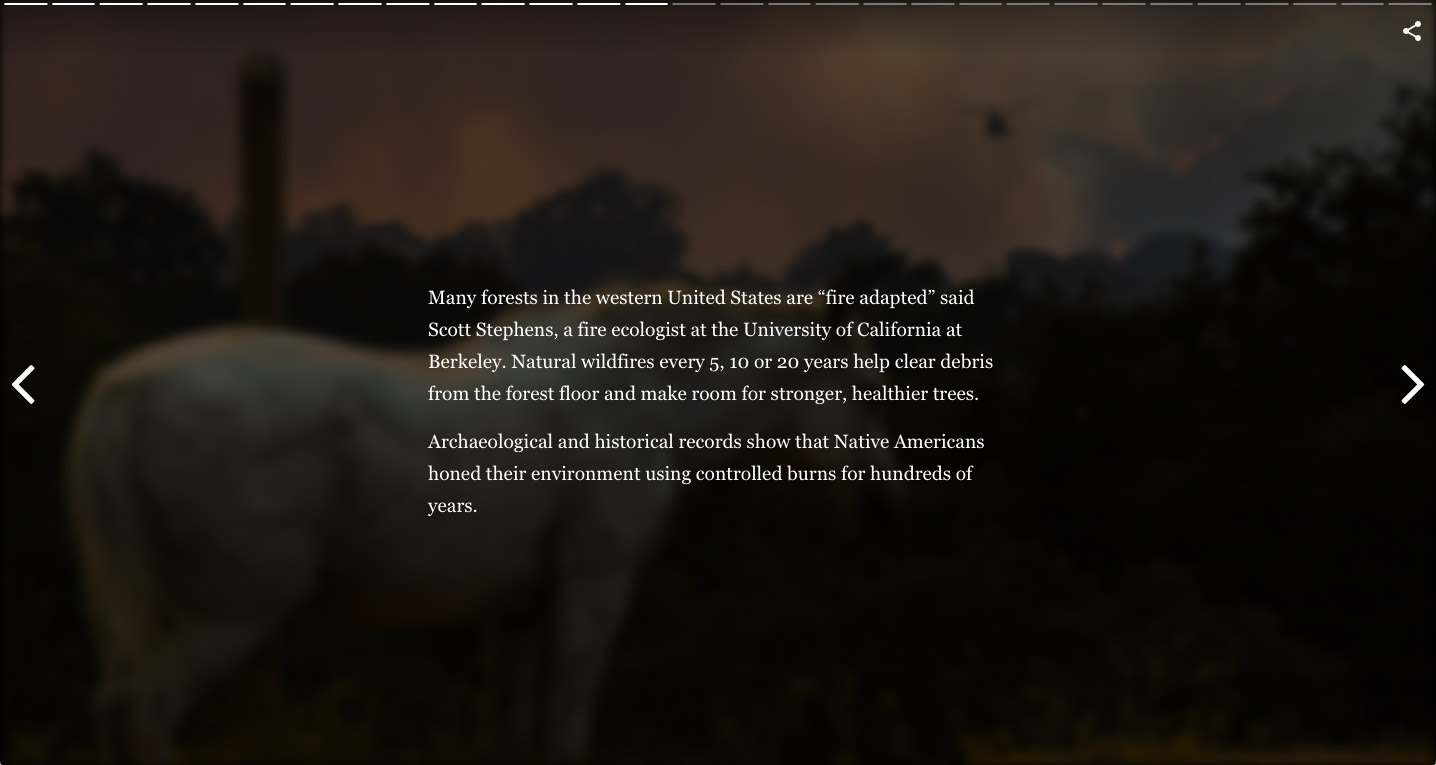 Many forests in the western United States are “fire adapted” said
Scott Stephens, a fire ecologist at the University of California at
Berkeley. Natural wildfires every 5, 10 or 20 years help clear debris
from the forest floor and make room for stronger, healthier trees.
Archaeological and historical records show that Native Americans
honed their environment using controlled burns for hundreds of
years.